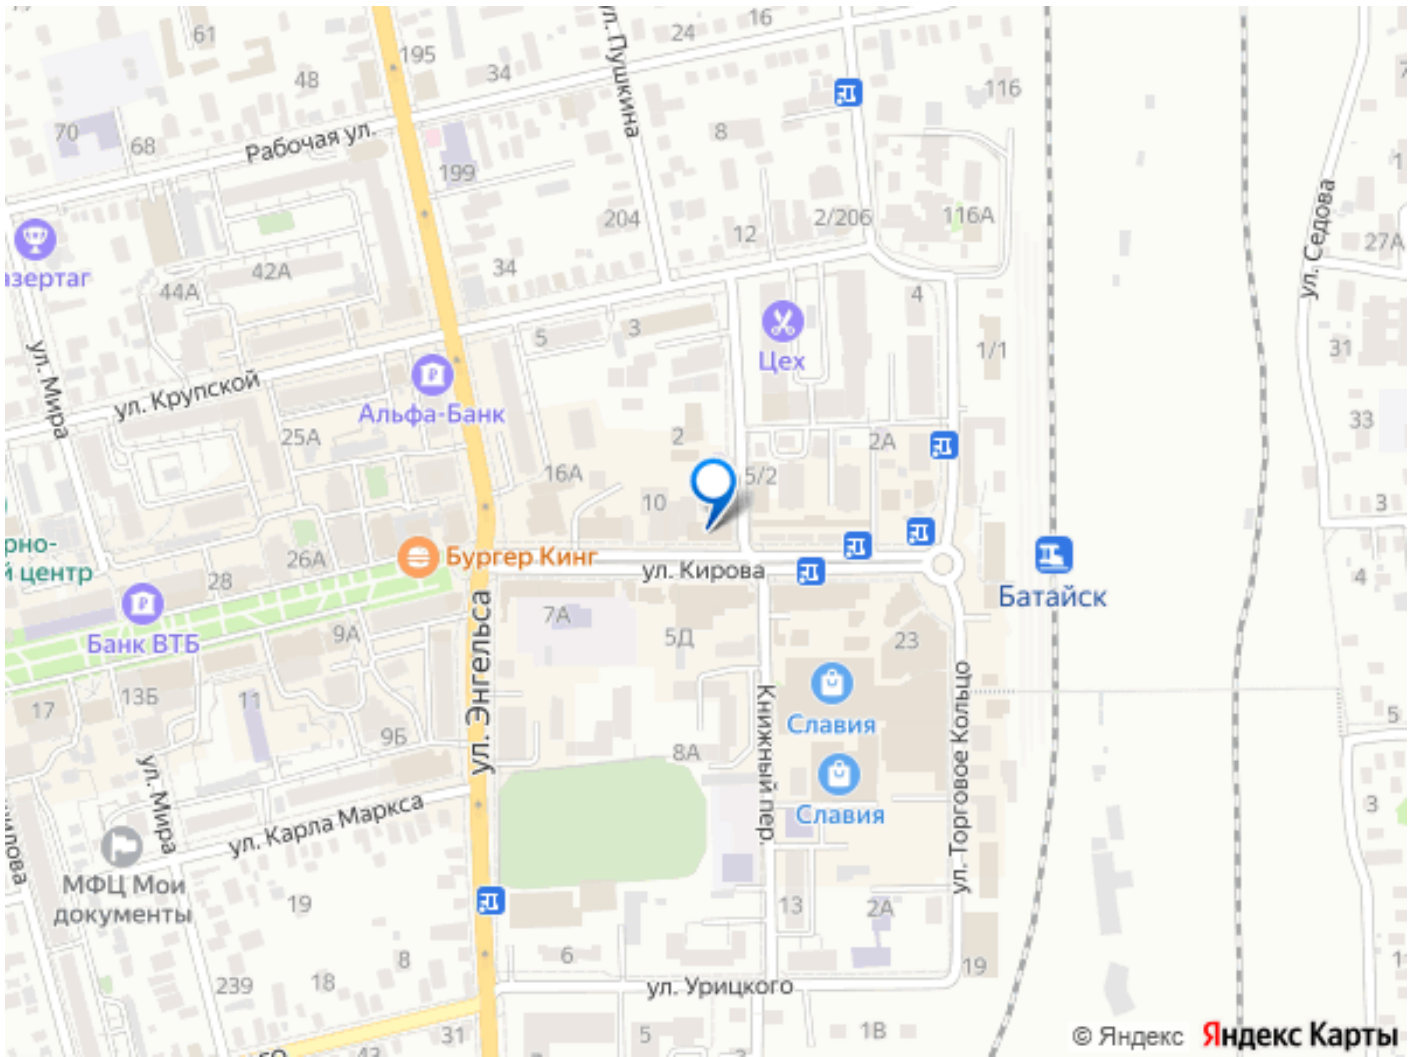 61
195
24
16
48
34
ул. Пушкина
116
70
68
Рабочая ул.
8
199
204
12
2/206
116А
ул. Седова
27А
азертаг
42А
44А
34
4
5
3
Цех
1/1
31
ул. Мира
ул. Крупской
Альфа-Банк
33
25А
2
2А
16А
5/2
10
3
рно-
й центр
26А
Бургер Кинг
28
ул. Кирова
Батайск
4
Банк ВТБ
9А
7А
5Д
23
ул. Энгельса
13Б
11
17
Книжный пер.
Славия
ул. Торговое Кольцо
5
9Б
8А
ул. Мира
Славия
3
ул. Карла Маркса
МФЦ Мои
документы
19
13
2А
6
8
18
239
19
ул. Урицкого
31
5
1В
© Яндекс Яндекс Карты